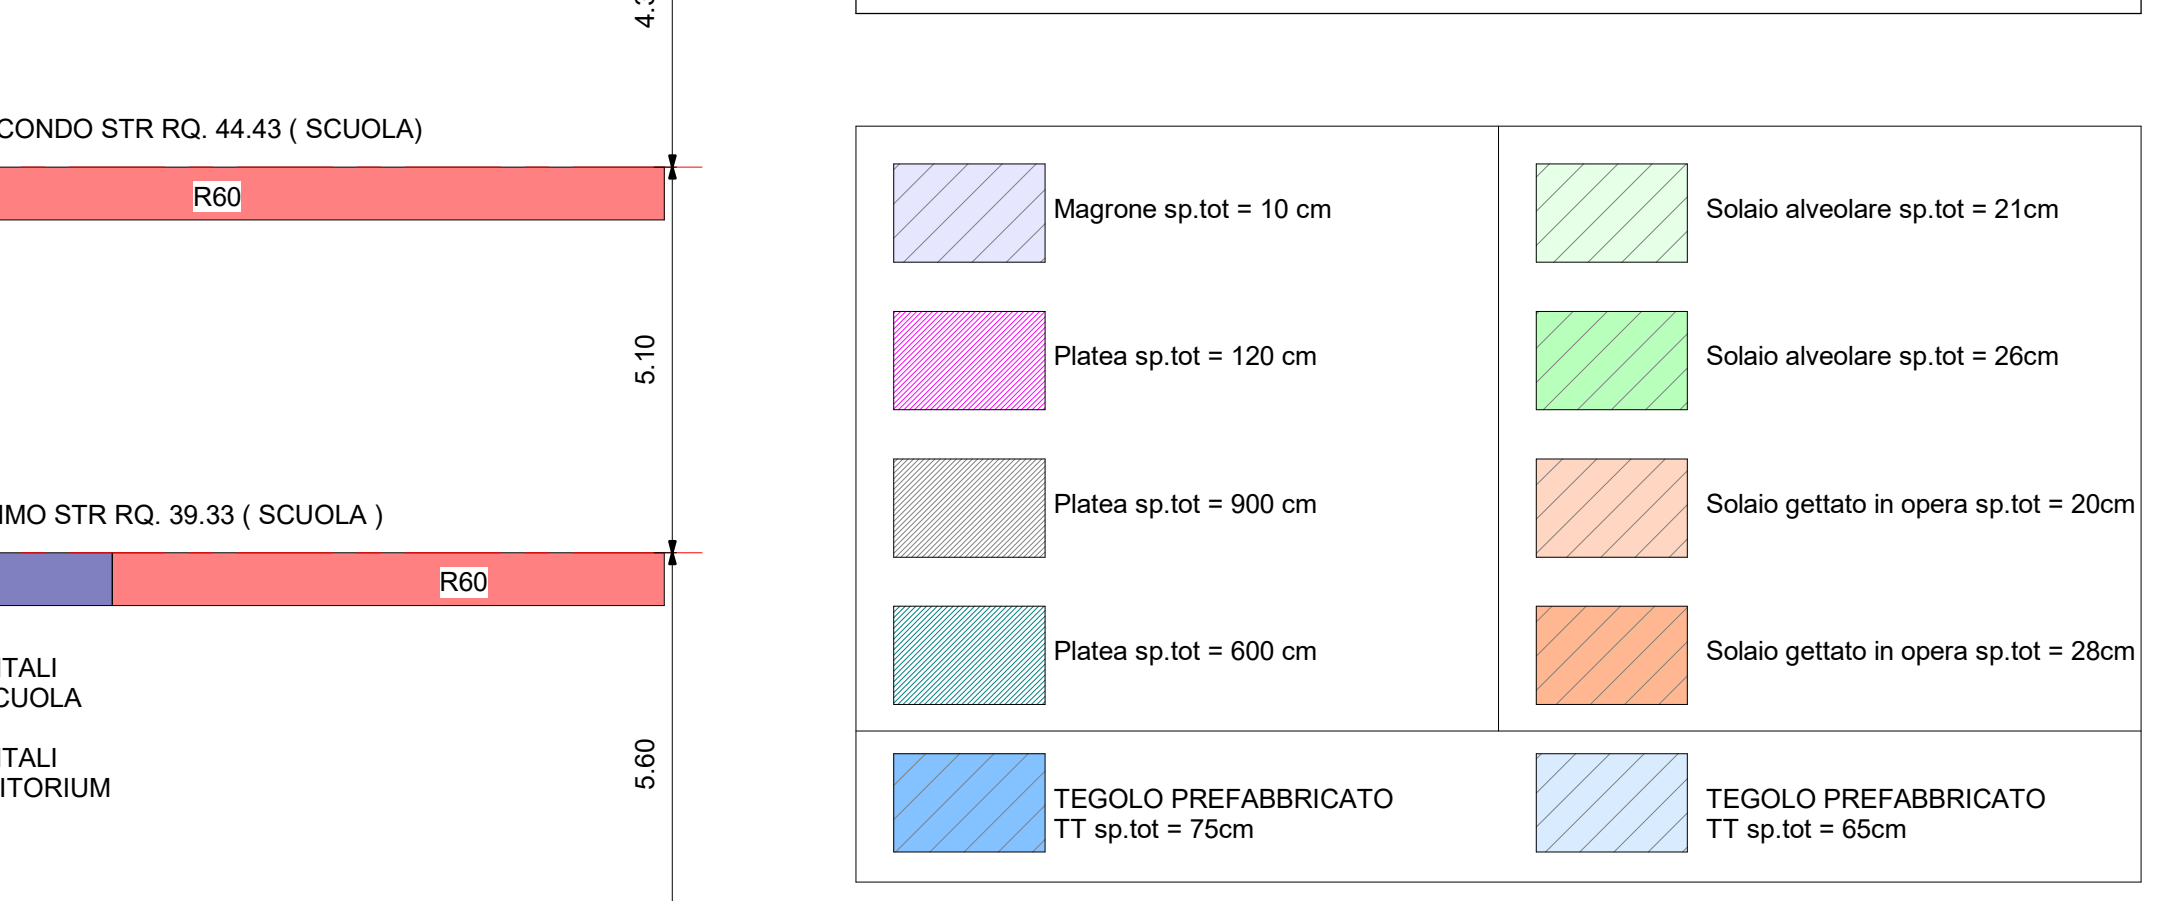 CONDO STR RQ. 44.43 ( SCUOLA)
R60
5.10
IMO STR RQ. 39.33 ( SCUOLA )
R60
ITALI
CUOLA
ITALI
ITORIUM
5.60
Magrone sp.tot = 10 cm
Platea sp.tot = 120 cm
Platea sp.tot = 900 cm
Platea sp.tot = 600 cm
Solaio alveolare sp.tot = 21cm
Solaio alveolare sp.tot = 26cm
Solaio gettato in opera sp.tot = 20cm
Solaio gettato in opera sp.tot = 28cm
TEGOLO PREFABBRICATO
TT sp.tot = 75cm
TEGOLO PREFABBRICATO
TT sp.tot = 65cm